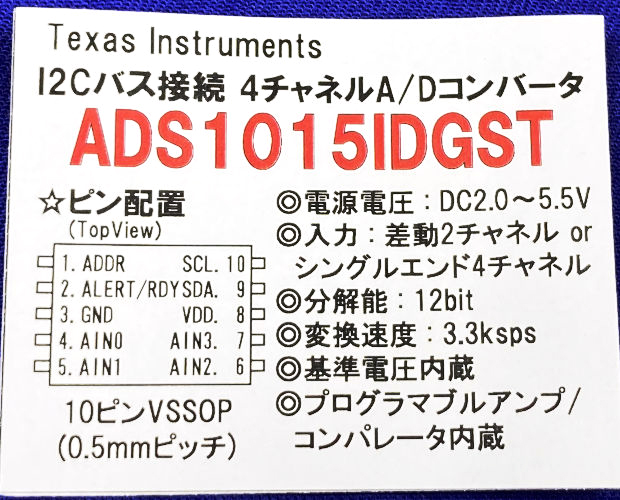 Texas Instruments
I2Cバス接続 4チャネルA/Dコンバータ
ADS1015IDGST
☆ピン配置
(TopView)
1. ADDR SCL. 10
2. ALERT/RDYSDA. 9
3. GND VDD. 8
4. AIN0 AIN3. 7
5. AIN1 AIN2. 6
10ピンVSSOP
(0.5mmピッチ)
◎電源電圧：DC2.0～5.5V
◎入力：差動2チャネル or
シングルエンド4チャネル
◎分解能：12bit
◎変換速度：3.3ksps
◎基準電圧内蔵
◎プログラマブルアンプ/
コンパレータ内蔵